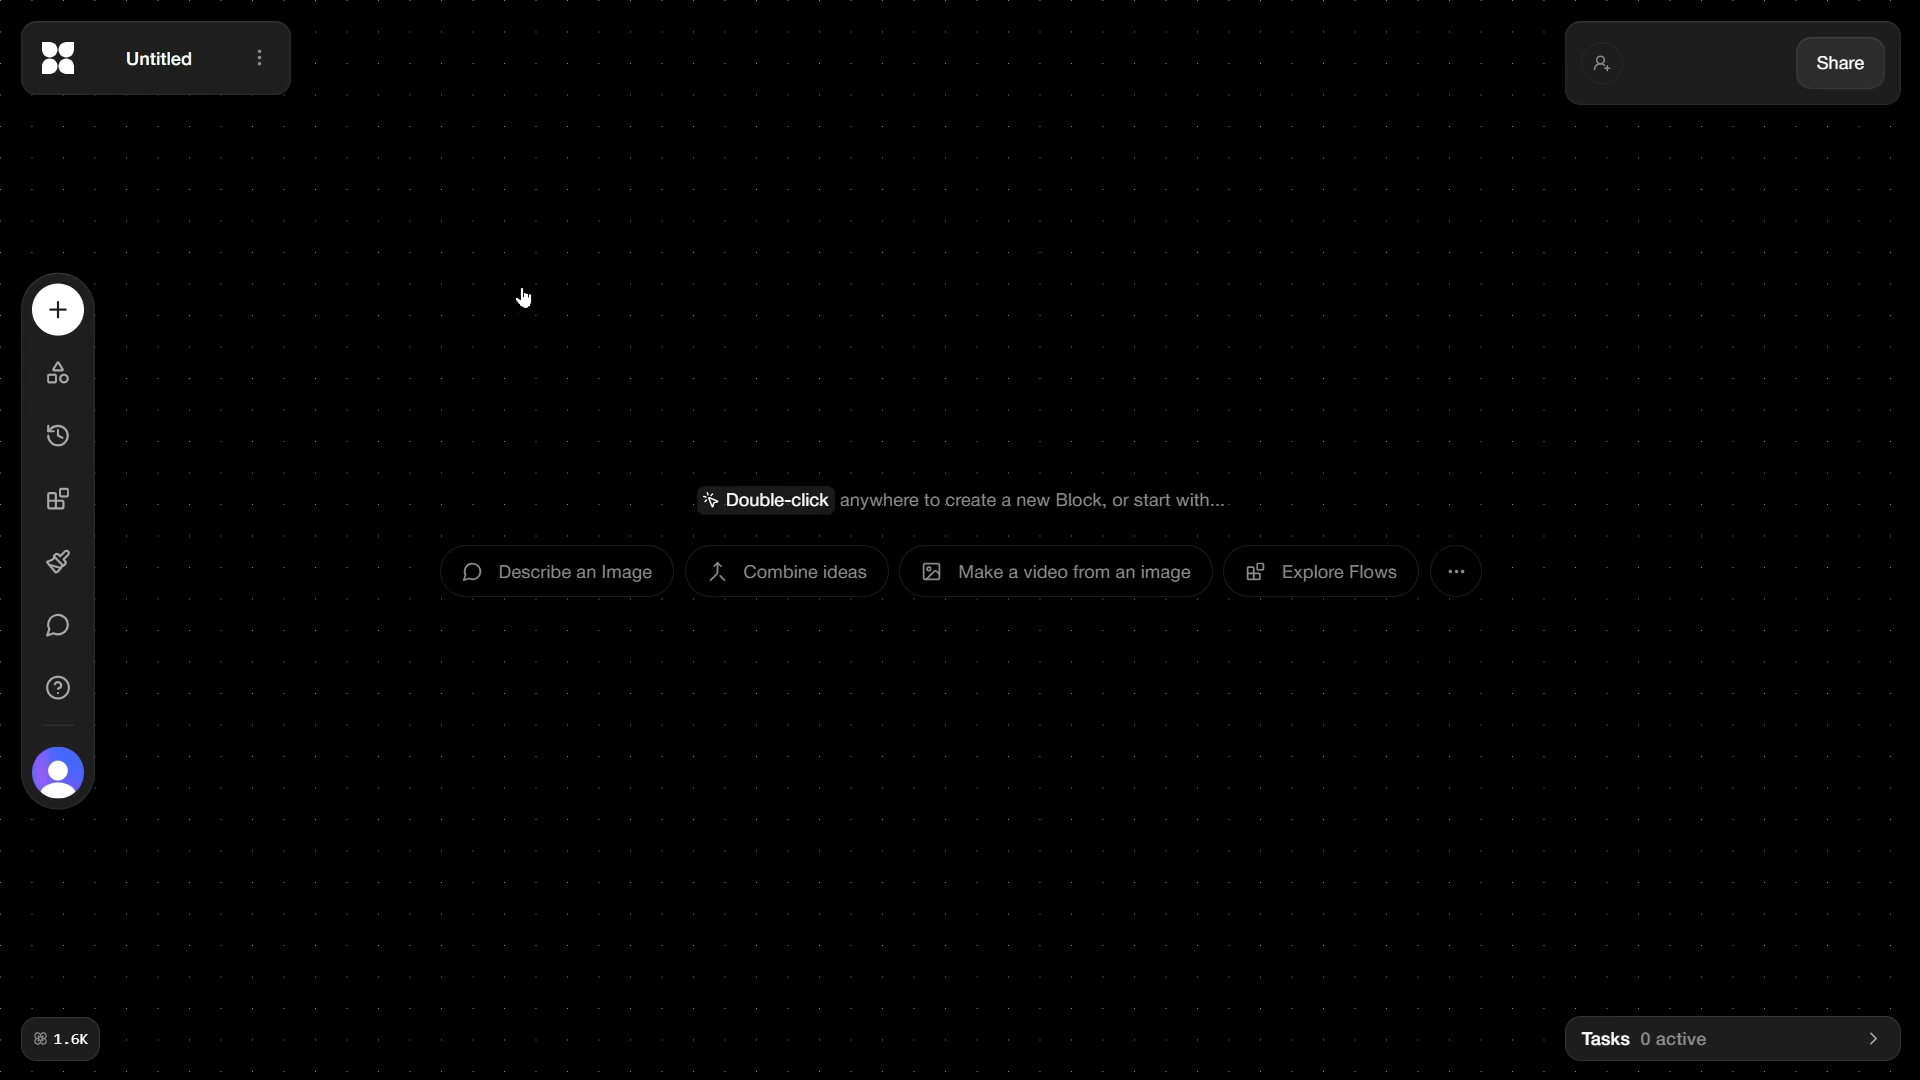 Untitled
Share
Double-click anywhere to create a new Block, or start with...
Describe an Image
Combine ideas
Make a video from an image
Explore Flows
1.6K
Tasks 0 active